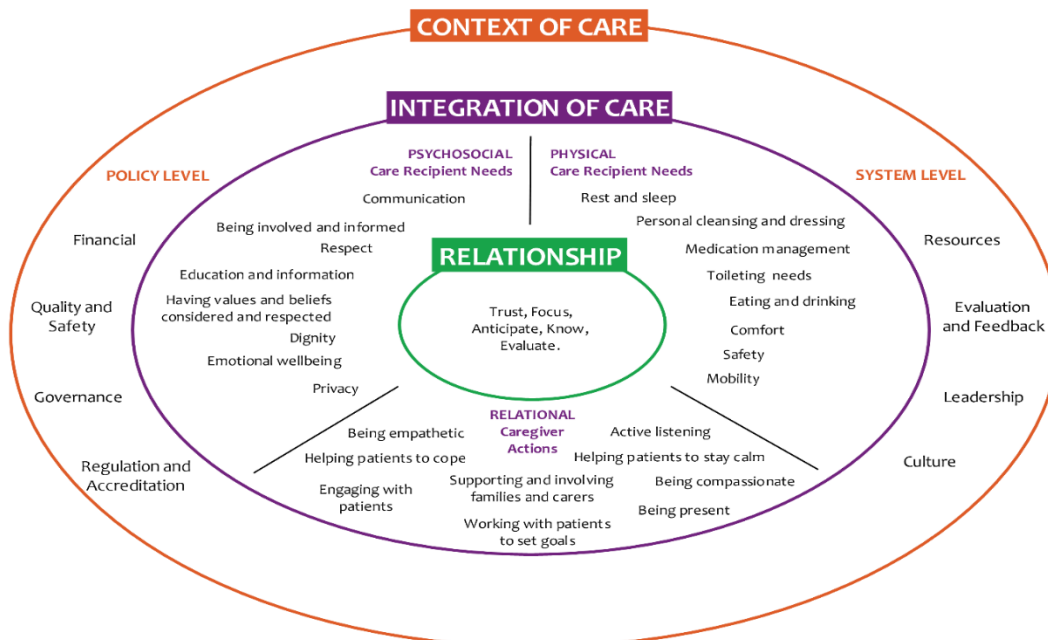 CONTEXT OF CARE
INTEGRATION OF CARE
POLICY LEVEL
Financial
Quality and
Safety
Governance
Regulation and
Accreditation
PSYCHOSOCIAL
Care Recipient Needs
Communication
Being involved and informed
Respect
Education and information
Having values and beliefs
considered and respected
Dignity
Emotional wellbeing
Privacy
PHYSICAL
Care Recipient Needs
Rest and sleep
Personal cleansing and dressing
Medication management
Toileting needs
Eating and drinking
Comfort
Safety
Mobility
RELATIONSHIP
Trust, Focus,
Anticipate, Know,
Evaluate.
RELATIONAL
Caregiver
Actions
Being empathetic
Helping patients to cope
Engaging with
patients
Supporting and involving
families and carers
Working with patients
to set goals
Active listening
Helping patients to stay calm
Being compassionate
Being present
SYSTEM LEVEL
Resources
Evaluation
and Feedback
Leadership
Culture